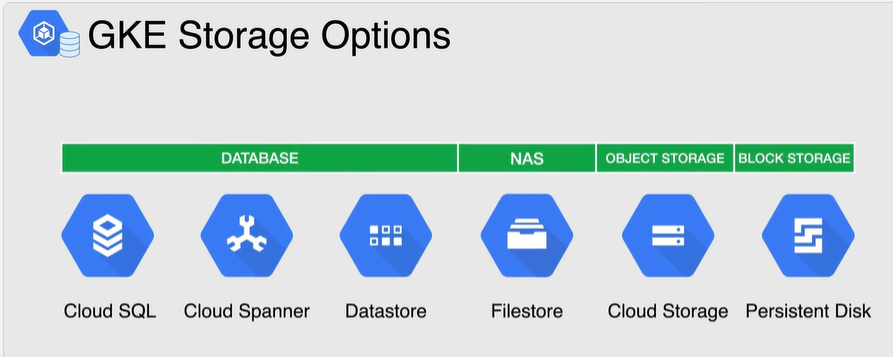 GKE Storage Options
DATABASE NAS OBJECT STORAGE BLOCK STORAGE
Cloud SQL Cloud Spanner Datastore Filestore Cloud Storage Persistent Disk